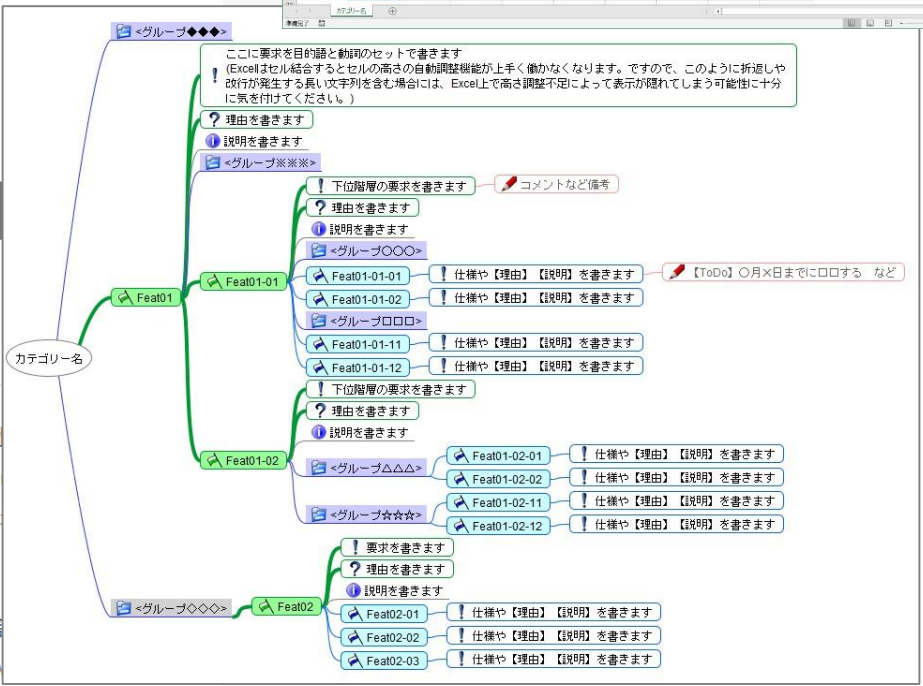 カテゴリー名
準備完了
<グループ◆◆◆>
ここに要求を目的語と動詞のセットで書きます
(Excelはセル結合するとセルの高さの自動調整機能が上手く働かなくなります。ですので、このように折返しや
改行が発生する長い文字列を含む場合には、Excel上で高さ調整不足によって表示が隠れてしまう可能性に十分
に気を付けてください。)
理由を書きます
説明を書きます
<グループ※※※>
下位階層の要求を書きます
コメントなど備考
理由を書きます
説明を書きます
<グループ〇〇〇>
Feat01-01
Feat01-01-01
仕様や【理由】【説明】を書きます
【ToDo】〇月×日までに口口する　など
Feat01
Feat01-01-02
仕様や【理由】【説明】を書きます
<グループ□□□>
Feat01-01-11
仕様や【理由】【説明】を書きます
カテゴリー名
Feat01-01-12
仕様や【理由】【説明】を書きます
下位階層の要求を書きます
理由を書きます
説明を書きます
Feat01-02
<グループ△△△>
Feat01-02-01
仕様や【理由】【説明】を書きます
Feat01-02-02
仕様や【理由】【説明】を書きます
<グループ☆☆☆>
Feat01-02-11
仕様や【理由】【説明】を書きます
Feat01-02-12
仕様や【理由】【説明】を書きます
要求を書きます
理由を書きます
説明を書きます
<グループ◇◇◇>
Feat02
Feat02-01
仕様や【理由】【説明】を書きます
Feat02-02
仕様や【理由】【説明】を書きます
Feat02-03
仕様や【理由】【説明】を書きます